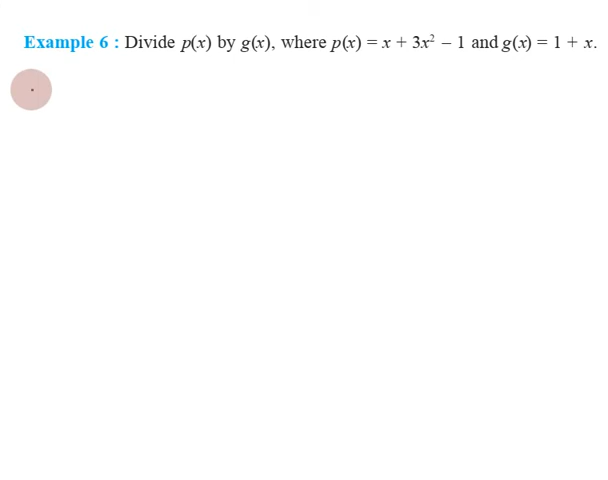 Example 6 : Divide p(x) by g(x), where p(x) = x + 3x² – 1 and g(x) = 1 + x.